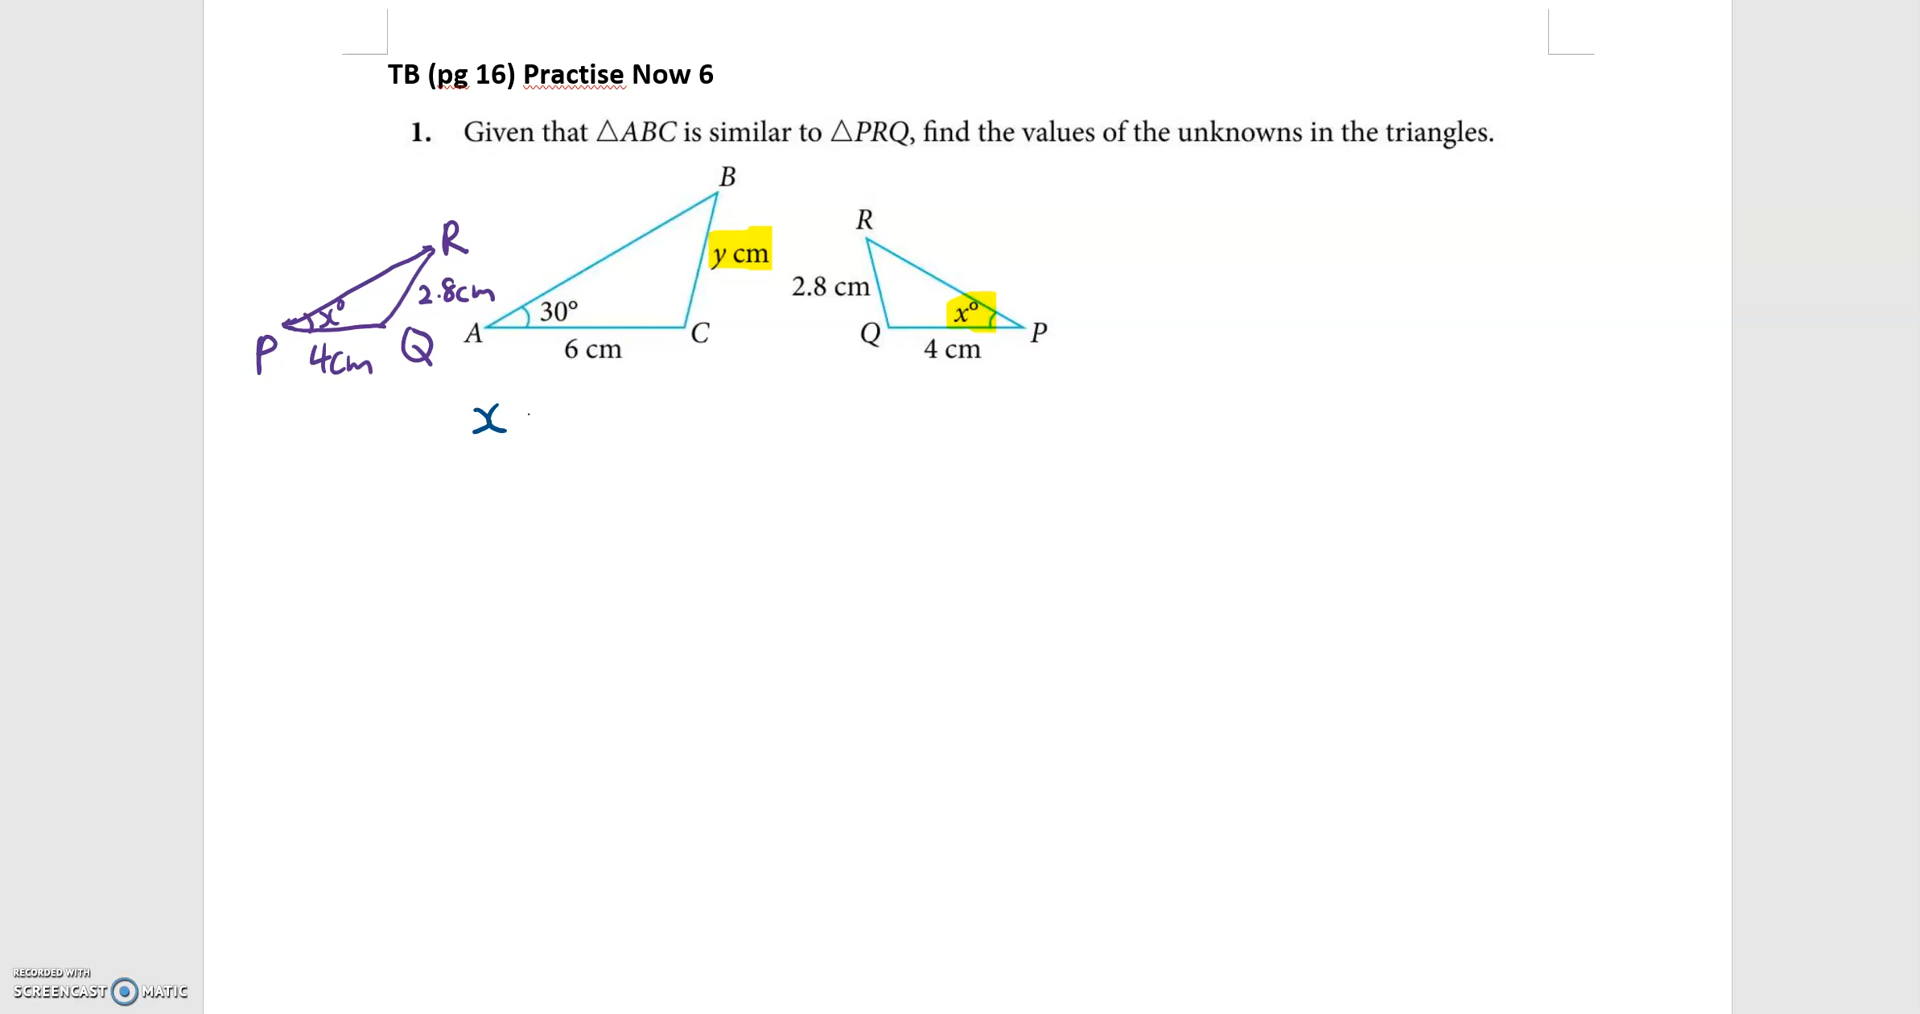 TB (pg 16) Practise Now 6
1. Given that △ABC is similar to △PRQ, find the values of the unknowns in the triangles.
B
R
R
y cm
2.8 cm
2.8cm
30°
x°
x°
A
C
Q
P
P
4cm
Q
6 cm
4 cm
x
RECORDED WITH
SCREENCAST MATIC